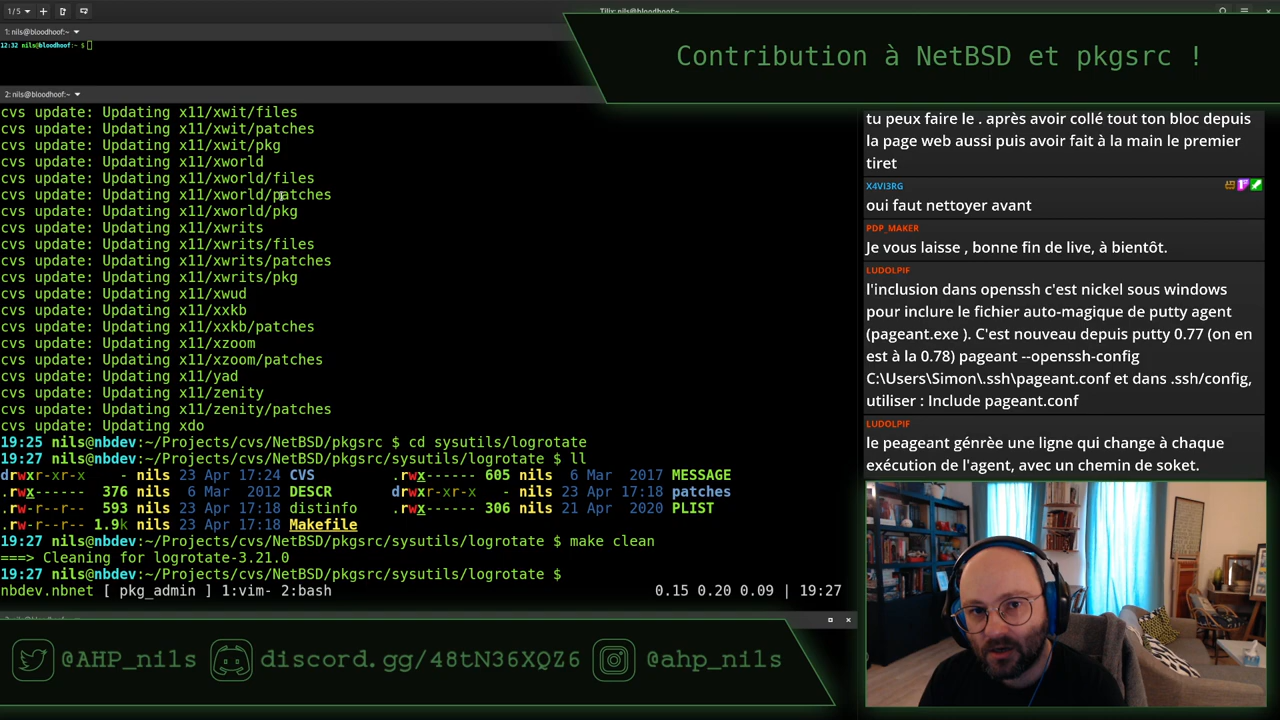 1/5
Tilix: nils@bloodhoof:~
1: nils@bloodhoof:~
12:32 nils@bloodhoof:~ $
Contribution à NetBSD et pkgsrc !
2: nils@bloodhoof:~
cvs update: Updating x11/xwit/files
cvs update: Updating x11/xwit/patches
cvs update: Updating x11/xwit/pkg
cvs update: Updating x11/xworld
cvs update: Updating x11/xworld/files
cvs update: Updating x11/xworld/patches
cvs update: Updating x11/xworld/pkg
cvs update: Updating x11/xwrits
cvs update: Updating x11/xwrits/files
cvs update: Updating x11/xwrits/patches
cvs update: Updating x11/xwrits/pkg
cvs update: Updating x11/xwud
cvs update: Updating x11/xxkb
cvs update: Updating x11/xxkb/patches
cvs update: Updating x11/xzoom
cvs update: Updating x11/xzoom/patches
cvs update: Updating x11/yad
cvs update: Updating x11/zenity
cvs update: Updating x11/zenity/patches
cvs update: Updating xdo
19:25 nils@nbdev:~/Projects/cvs/NetBSD/pkgsrc $ cd sysutils/logrotate
19:27 nils@nbdev:~/Projects/cvs/NetBSD/pkgsrc/sysutils/logrotate $ ll
drwxr-xr-x - nils 23 Apr 17:24 CVS .rwx------ 605 nils 6 Mar 2017 MESSAGE
.rwx------ 376 nils 6 Mar 2012 DESCR drwxr-xr-x - nils 23 Apr 17:18 patches
.rw-r--r-- 593 nils 23 Apr 17:18 distinfo .rwx------ 306 nils 21 Apr 2020 PLIST
.rw-r--r-- 1.9k nils 23 Apr 17:18 Makefile
19:27 nils@nbdev:~/Projects/cvs/NetBSD/pkgsrc/sysutils/logrotate $ make clean
===> Cleaning for logrotate-3.21.0
19:27 nils@nbdev:~/Projects/cvs/NetBSD/pkgsrc/sysutils/logrotate $
nbdev.nbnet [ pkg_admin ] 1:vim- 2:bash 0.15 0.20 0.09 | 19:27
tu peux faire le . après avoir collé tout ton bloc depuis
la page web aussi puis avoir fait à la main le premier
tiret
X4VI3RG
oui faut nettoyer avant
PDP_MAKER
Je vous laisse , bonne fin de live, à bientôt.
LUDOLPIF
l'inclusion dans openssh c'est nickel sous windows
pour inclure le fichier auto-magique de putty agent
(pageant.exe ). C'est nouveau depuis putty 0.77 (on en
est à la 0.78) pageant --openssh-config
C:\Users\Simon\.ssh\pageant.conf et dans .ssh/config,
utiliser : Include pageant.conf
LUDOLPIF
le peageant génrèe une ligne qui change à chaque
exécution de l'agent, avec un chemin de soket.
@AHP_nils discord.gg/48tN36XQZ6 @ahp_nils